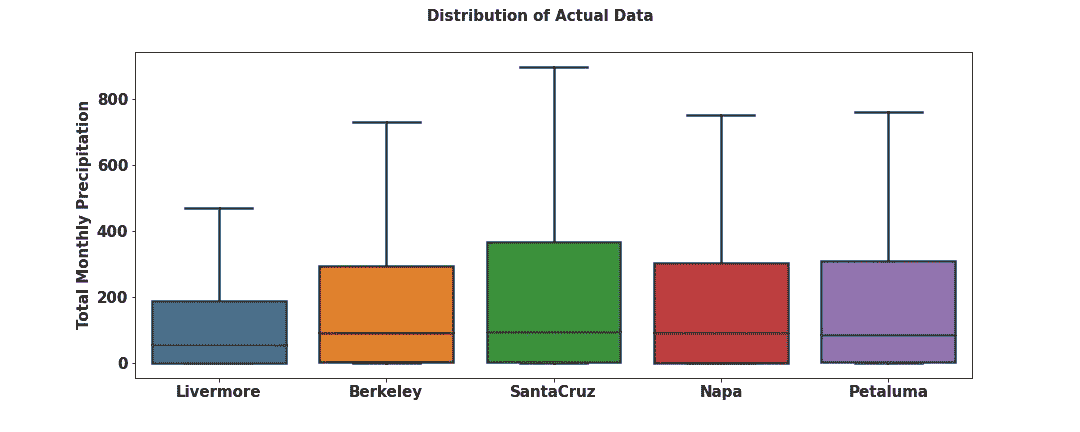 Distribution of Actual Data
Total Monthly Precipitation
800
600
400
200
0
Livermore Berkeley SantaCruz Napa Petaluma